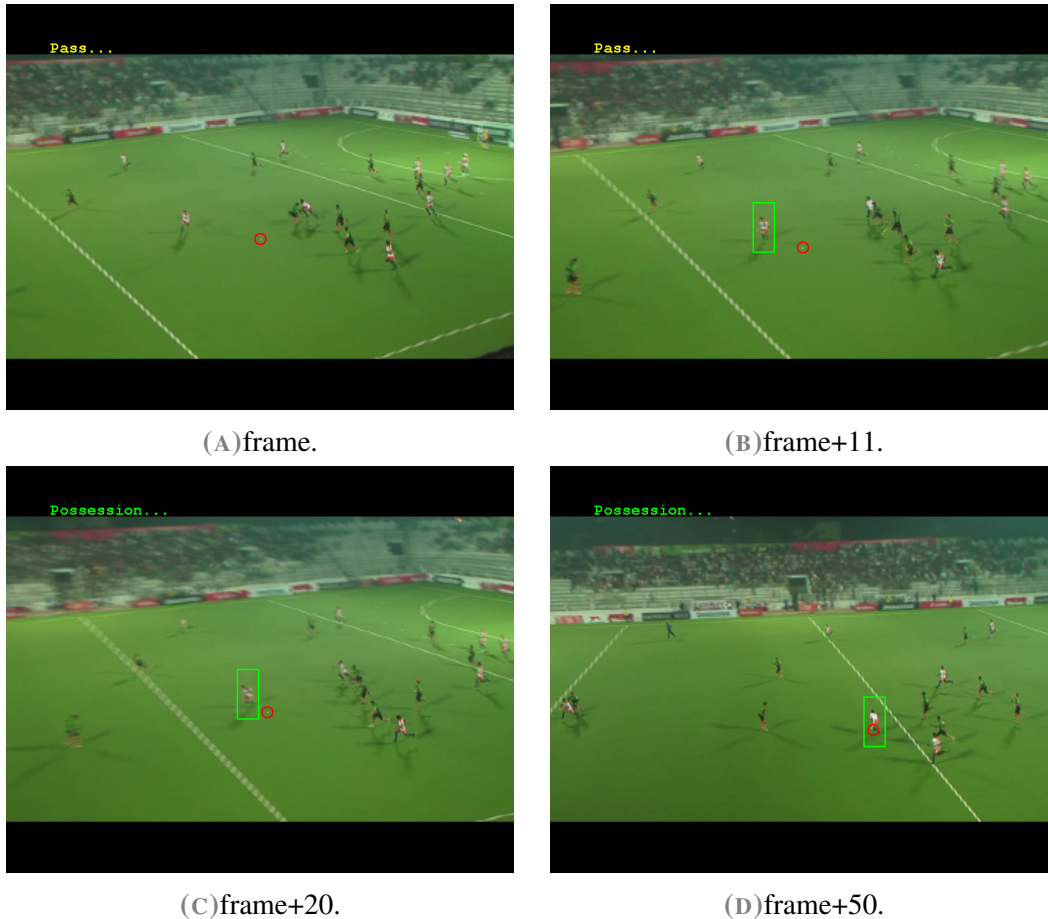 Pass...
Pass...
(A)frame.
(B)frame+11.
Possession...
Possession...
(C)frame+20.
(D)frame+50.